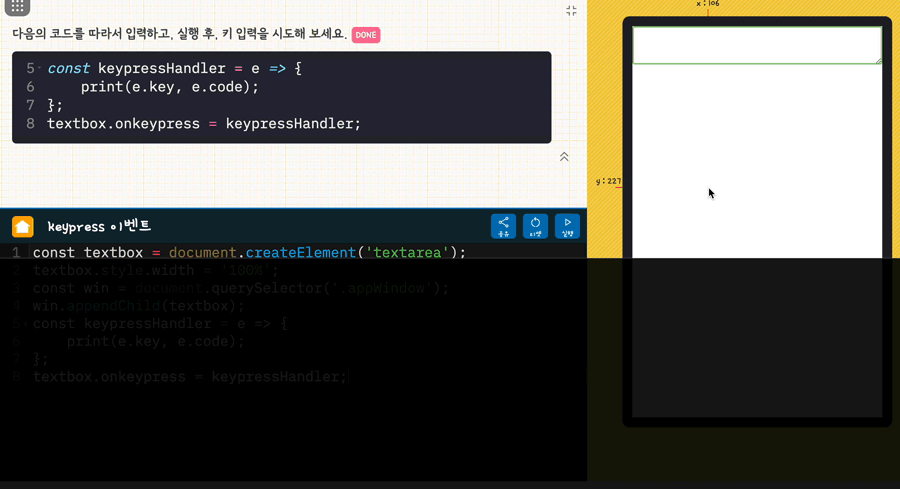 x:106
다음의 코드를 따라서 입력하고, 실행 후, 키 입력을 시도해 보세요. DONE
5 const keypressHandler = e => {
6 print(e.key, e.code);
7 };
8 textbox.onkeypress = keypressHandler;
y:227
keypress 이벤트
공유 리셋 실행
1 const textbox = document.createElement('textarea');
2 textbox.style.width = '100%';
3 const win = document.querySelector('.appWindow');
4 win.appendChild(textbox);
5 const keypressHandler = e => {
6 print(e.key, e.code);
7 };
8 textbox.onkeypress = keypressHandler;